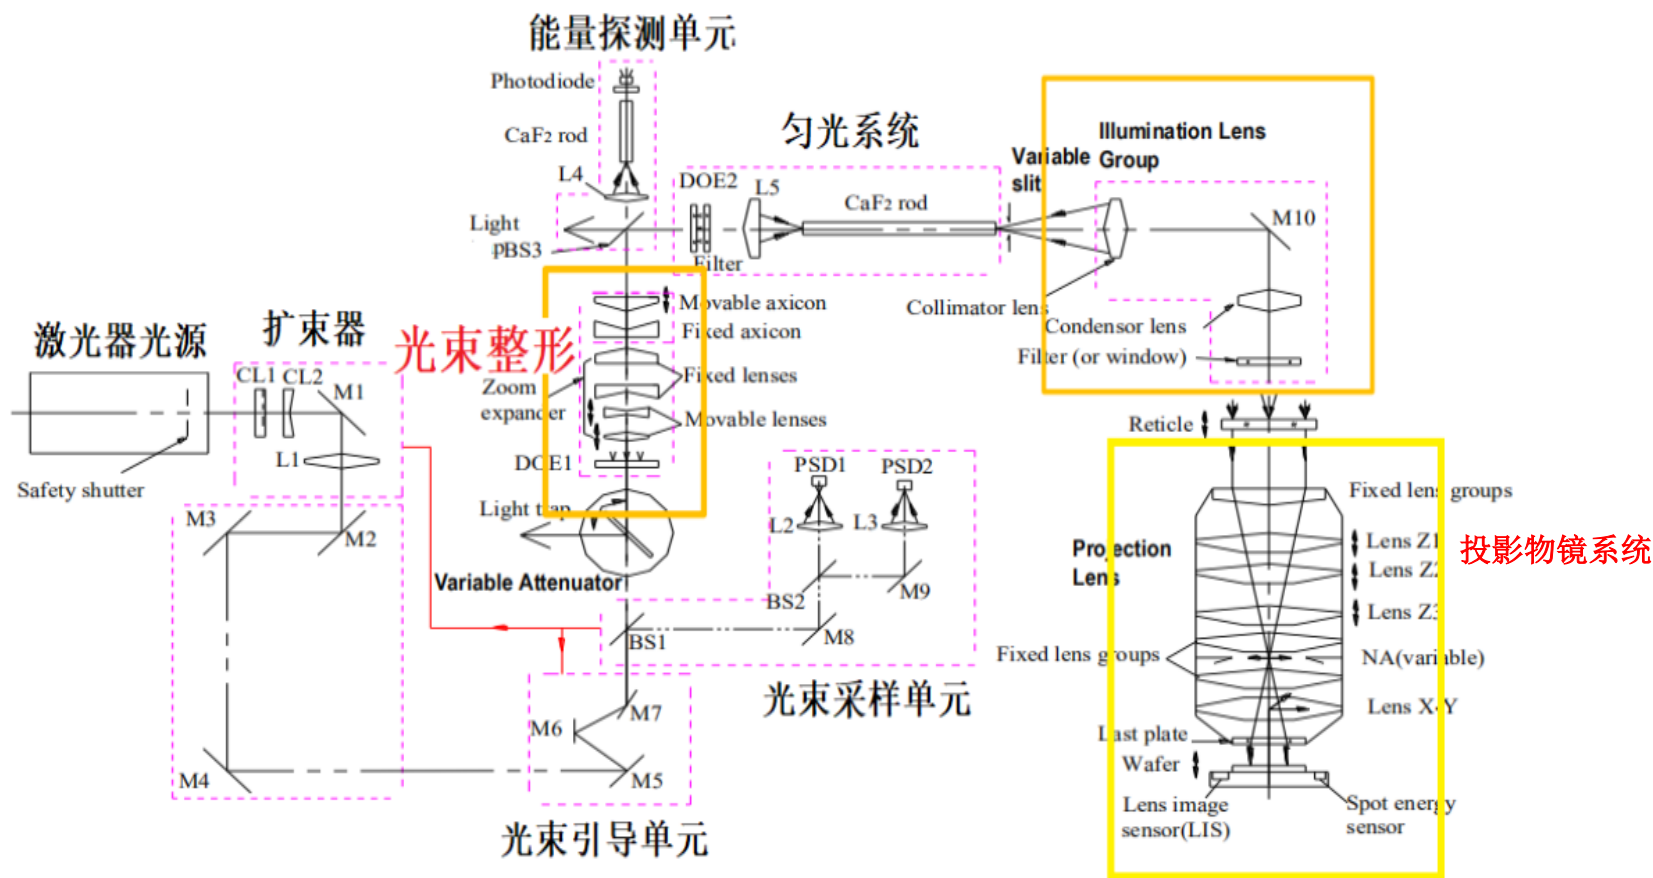 能量探测单元
Photodiode
CaF2 rod
L4
Light
pBS3
匀光系统
DOE2
L5
CaF2 rod
Filter
Variable
slit
Illumination Lens
Group
M10
Collimator lens
Condensor lens
Filter (or window)
Movable axicon
Fixed axicon
光束整形
Zoom
expander
Fixed lenses
Movable lenses
DOE1
Light trap
Variable Attenuator
激光器光源
扩束器
CL1
CL2
M1
L1
Safety shutter
M3
M2
M4
M5
M6
M7
光束引导单元
BS1
PSD1
PSD2
L2
L3
BS2
M9
M8
光束采样单元
Reticle
Fixed lens groups
Projection
Lens
Lens Z1
Lens Z2
Lens Z3
投影物镜系统
Fixed lens groups
NA(variable)
Lens X-Y
Last plate
Wafer
Lens image
sensor(LIS)
Spot energy
sensor